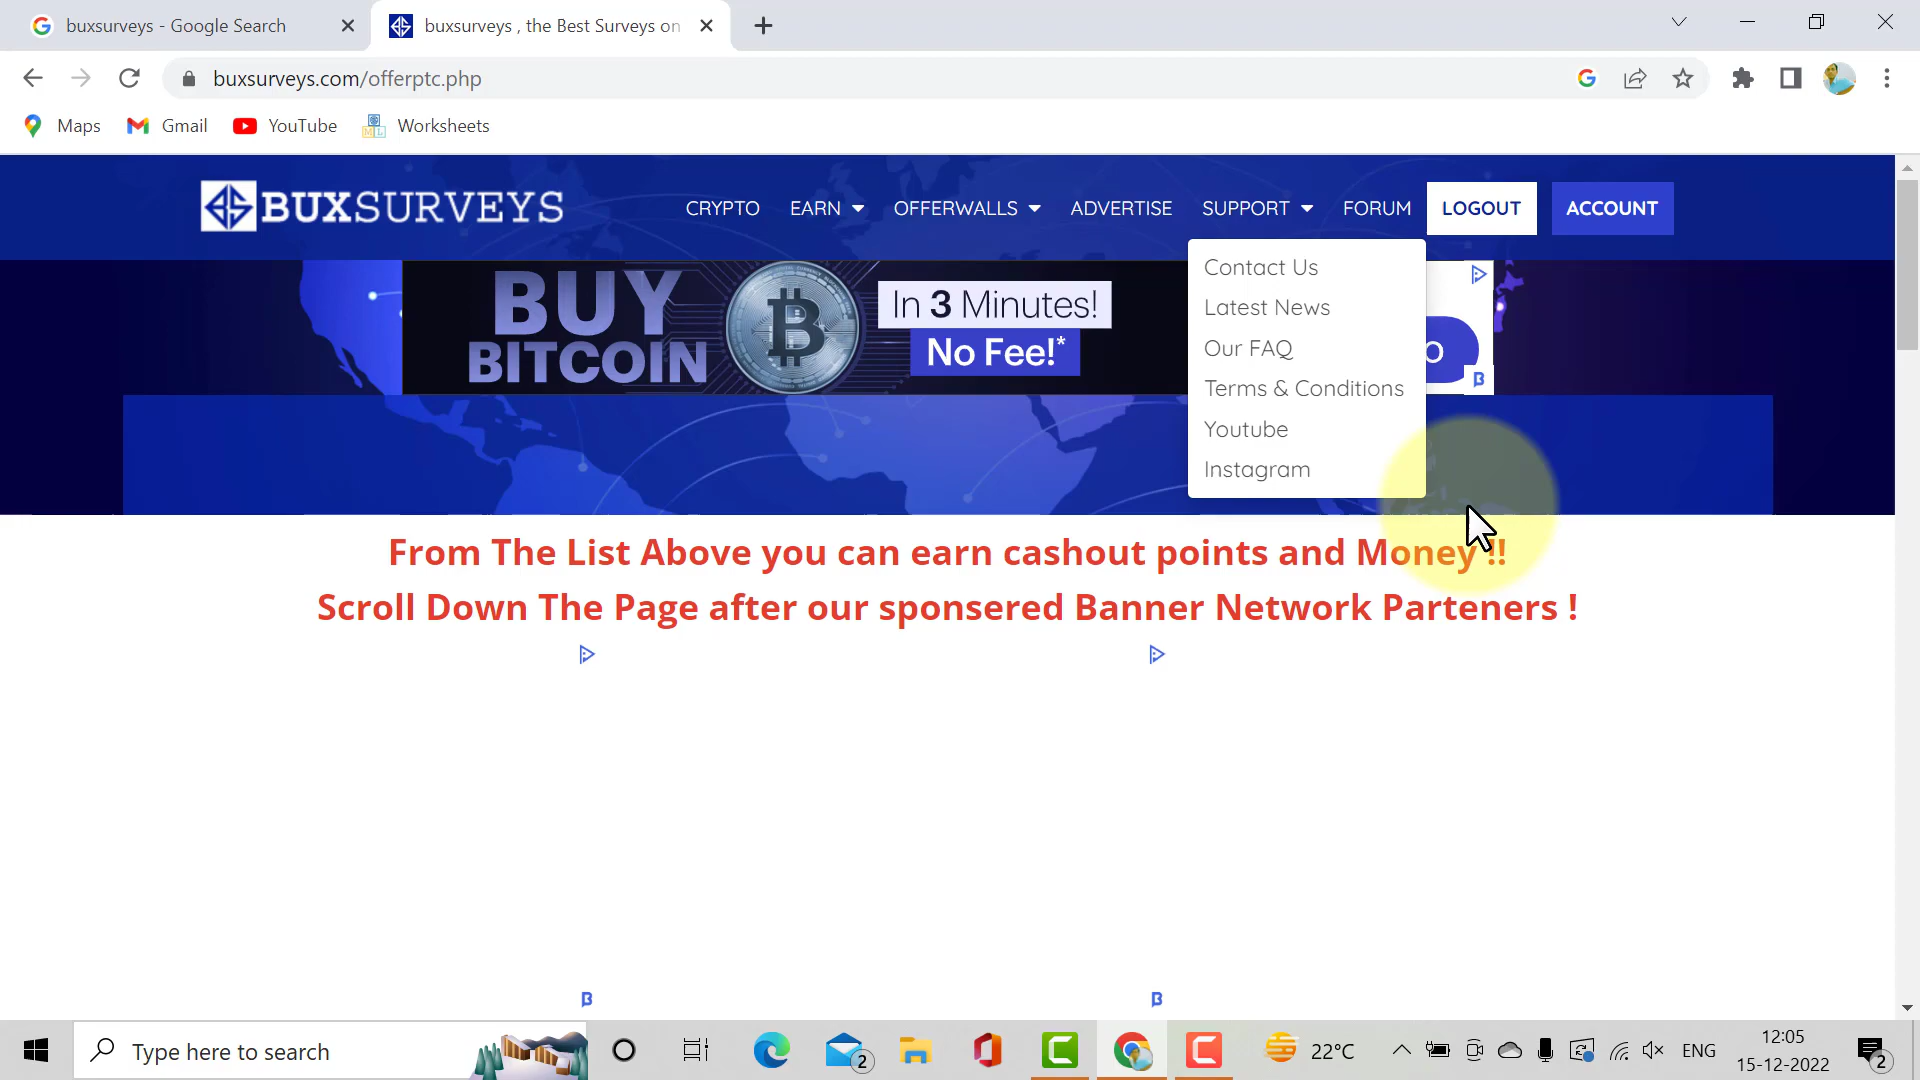 buxsurveys - Google Search
buxsurveys , the Best Surveys on
buxsurveys.com/offerptc.php
Maps
Gmail
YouTube
Worksheets
BUXSURVEYS
CRYPTO
EARN
OFFERWALLS
ADVERTISE
SUPPORT
FORUM
LOGOUT
ACCOUNT
BUY
BITCOIN
In 3 Minutes!
No Fee!*
Contact Us
Latest News
Our FAQ
Terms & Conditions
Youtube
Instagram
From The List Above you can earn cashout points and Money !!
Scroll Down The Page after our sponsered Banner Network Parteners !
Type here to search
2
22°C
ENG
12:05
15-12-2022
2